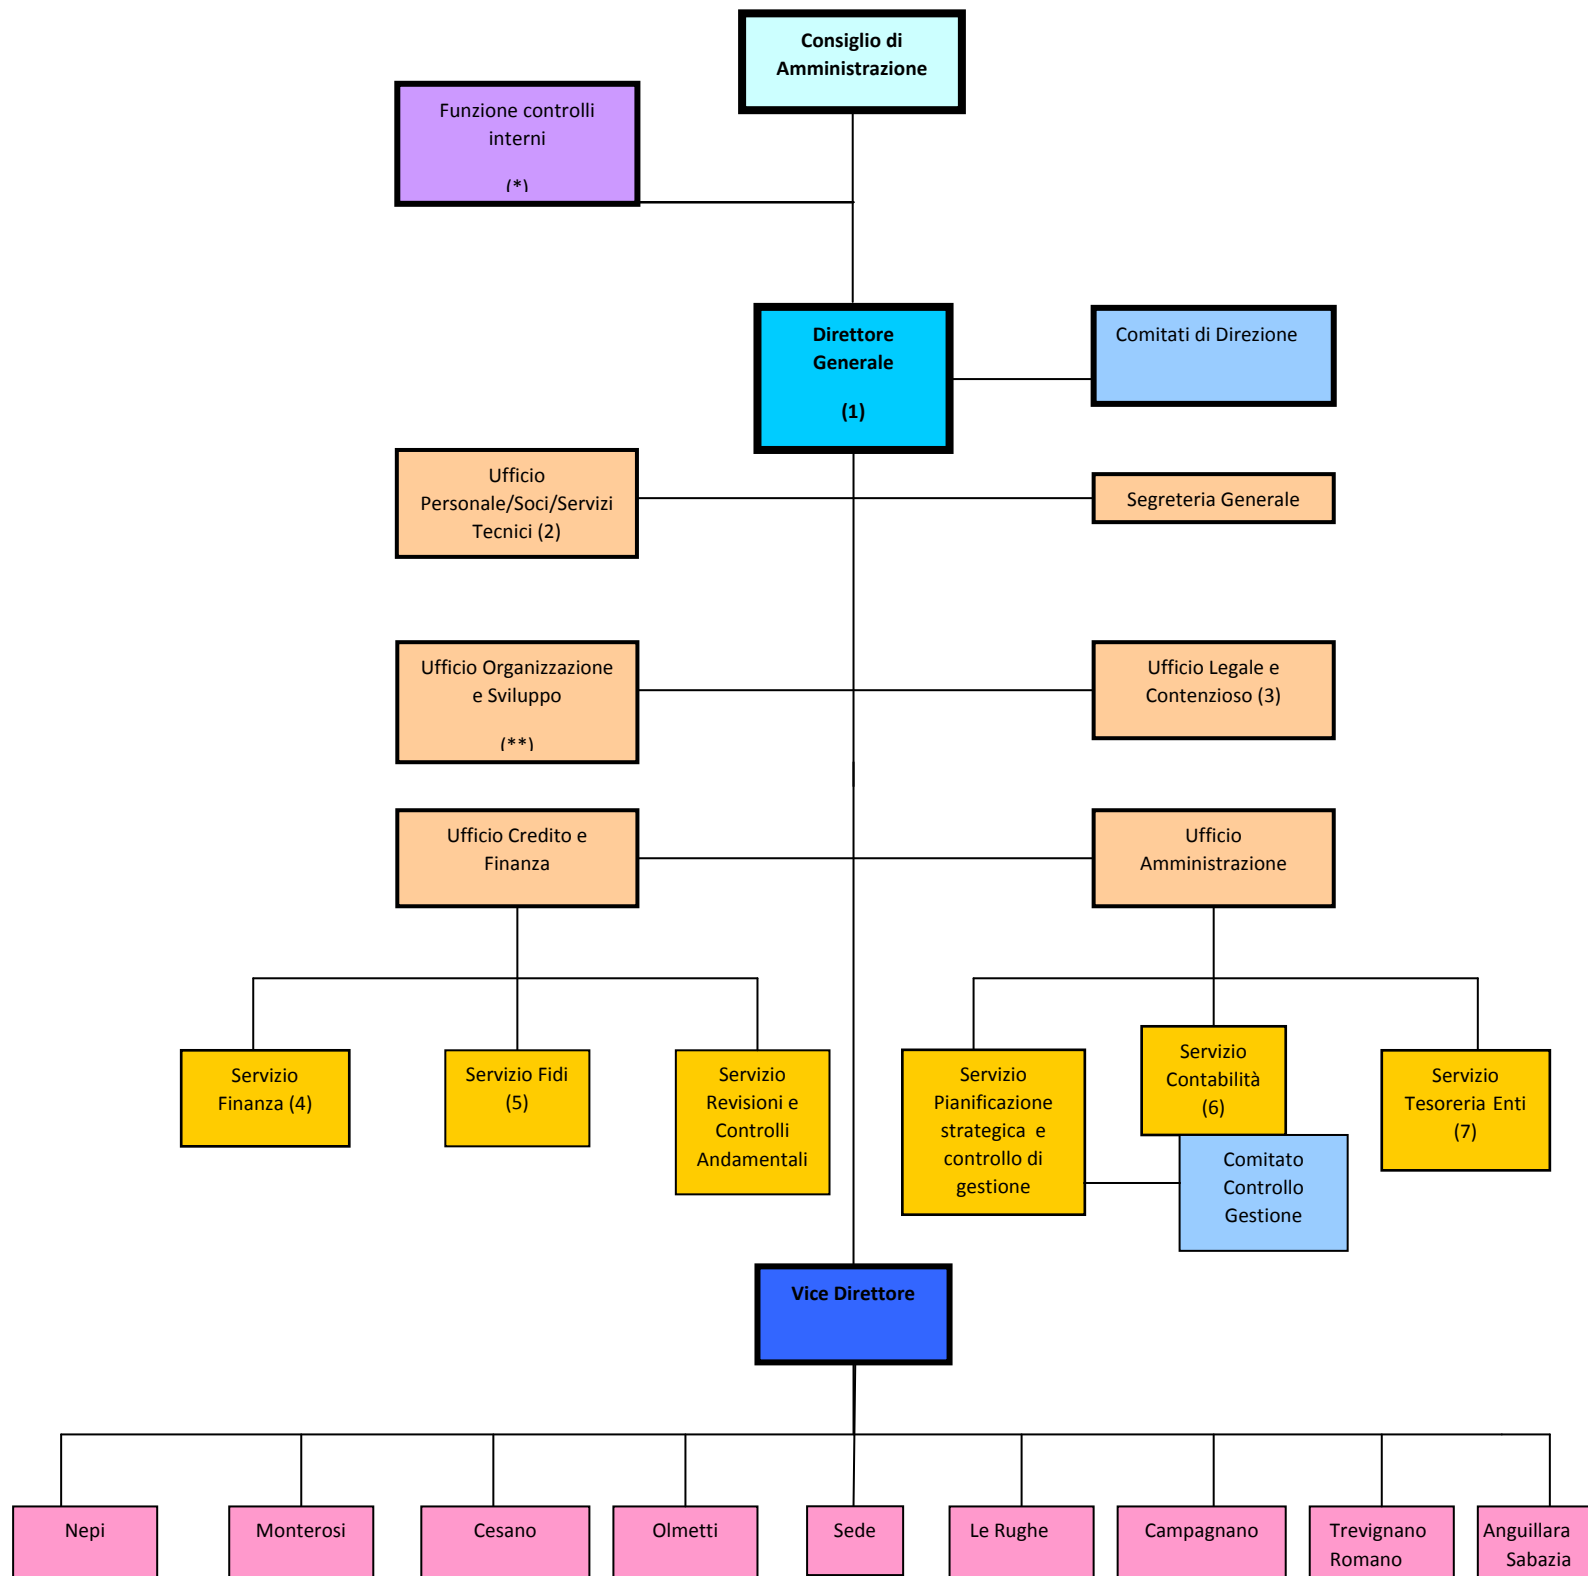 Consiglio di
Amministrazione
Funzione controlli
interni
(*)
Direttore
Generale
(1)
Comitati di Direzione
Ufficio
Personale/Soci/Servizi
Tecnici (2)
Segreteria Generale
Ufficio Organizzazione
e Sviluppo
(**)
Ufficio Legale e
Contenzioso (3)
Ufficio Credito e
Finanza
Ufficio
Amministrazione
Servizio
Finanza (4)
Servizio Fidi
(5)
Servizio
Revisioni e
Controlli
Andamentali
Servizio
Pianificazione
strategica e
controllo di
gestione
Servizio
Contabilità
(6)
Comitato
Controllo
Gestione
Servizio
Tesoreria Enti
(7)
Vice Direttore
Nepi
Monterosi
Cesano
Olmetti
Sede
Le Rughe
Campagnano
Trevignano
Romano
Anguillara
Sabazia